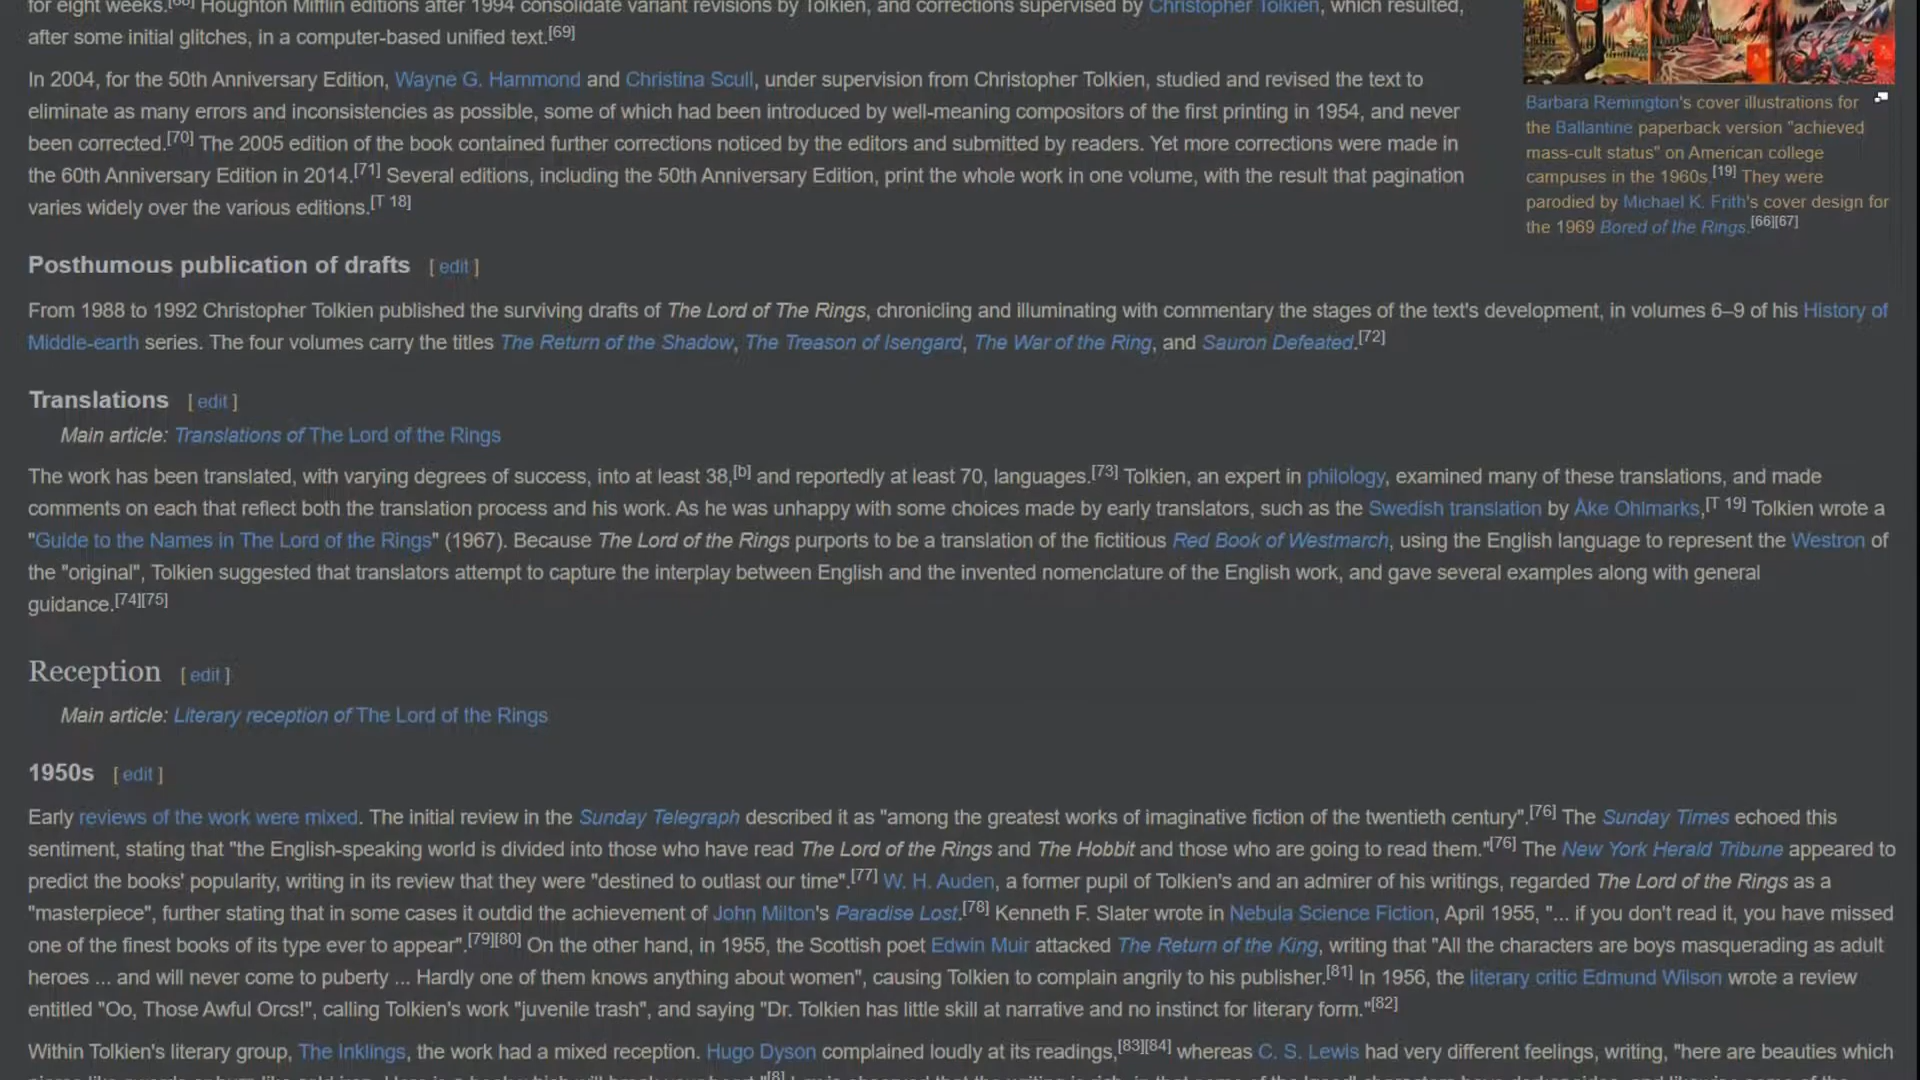 for eight weeks.[68] Houghton Mifflin editions after 1994 consolidate variant revisions by Tolkien, and corrections supervised by Christopher Tolkien, which resulted,
after some initial glitches, in a computer-based unified text.[69]
In 2004, for the 50th Anniversary Edition, Wayne G. Hammond and Christina Scull, under supervision from Christopher Tolkien, studied and revised the text to
eliminate as many errors and inconsistencies as possible, some of which had been introduced by well-meaning compositors of the first printing in 1954, and never
been corrected.[70] The 2005 edition of the book contained further corrections noticed by the editors and submitted by readers. Yet more corrections were made in
the 60th Anniversary Edition in 2014.[71] Several editions, including the 50th Anniversary Edition, print the whole work in one volume, with the result that pagination
varies widely over the various editions.[T 18]
Barbara Remington's cover illustrations for
the Ballantine paperback version "achieved
mass-cult status" on American college
campuses in the 1960s.[19] They were
parodied by Michael K. Frith's cover design for
the 1969 Bored of the Rings.[66][67]
Posthumous publication of drafts [ edit ]
From 1988 to 1992 Christopher Tolkien published the surviving drafts of The Lord of The Rings, chronicling and illuminating with commentary the stages of the text's development, in volumes 6–9 of his History of
Middle-earth series. The four volumes carry the titles The Return of the Shadow, The Treason of Isengard, The War of the Ring, and Sauron Defeated.[72]
Translations [ edit ]
Main article: Translations of The Lord of the Rings
The work has been translated, with varying degrees of success, into at least 38,[b] and reportedly at least 70, languages.[73] Tolkien, an expert in philology, examined many of these translations, and made
comments on each that reflect both the translation process and his work. As he was unhappy with some choices made by early translators, such as the Swedish translation by Åke Ohlmarks,[T 19] Tolkien wrote a
"Guide to the Names in The Lord of the Rings" (1967). Because The Lord of the Rings purports to be a translation of the fictitious Red Book of Westmarch, using the English language to represent the Westron of
the "original", Tolkien suggested that translators attempt to capture the interplay between English and the invented nomenclature of the English work, and gave several examples along with general
guidance.[74][75]
Reception [ edit ]
Main article: Literary reception of The Lord of the Rings
1950s [ edit ]
Early reviews of the work were mixed. The initial review in the Sunday Telegraph described it as "among the greatest works of imaginative fiction of the twentieth century".[76] The Sunday Times echoed this
sentiment, stating that "the English-speaking world is divided into those who have read The Lord of the Rings and The Hobbit and those who are going to read them."[76] The New York Herald Tribune appeared to
predict the books' popularity, writing in its review that they were "destined to outlast our time".[77] W. H. Auden, a former pupil of Tolkien's and an admirer of his writings, regarded The Lord of the Rings as a
"masterpiece", further stating that in some cases it outdid the achievement of John Milton's Paradise Lost.[78] Kenneth F. Slater wrote in Nebula Science Fiction, April 1955, "... if you don't read it, you have missed
one of the finest books of its type ever to appear".[79][80] On the other hand, in 1955, the Scottish poet Edwin Muir attacked The Return of the King, writing that "All the characters are boys masquerading as adult
heroes ... and will never come to puberty ... Hardly one of them knows anything about women", causing Tolkien to complain angrily to his publisher.[81] In 1956, the literary critic Edmund Wilson wrote a review
entitled "Oo, Those Awful Orcs!", calling Tolkien's work "juvenile trash", and saying "Dr. Tolkien has little skill at narrative and no instinct for literary form."[82]
Within Tolkien's literary group, The Inklings, the work had a mixed reception. Hugo Dyson complained loudly at its readings,[83][84] whereas C. S. Lewis had very different feelings, writing, "here are beauties which